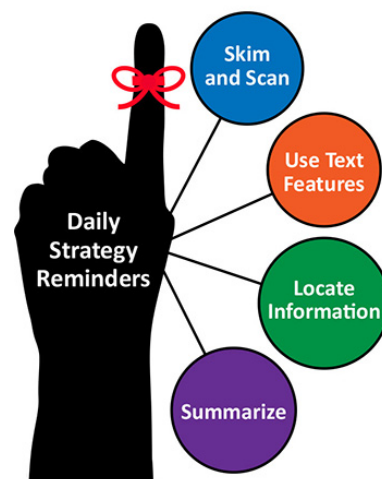 Daily
Strategy
Reminders
Skim
and Scan
Use Text
Features
Locate
Information
Summarize